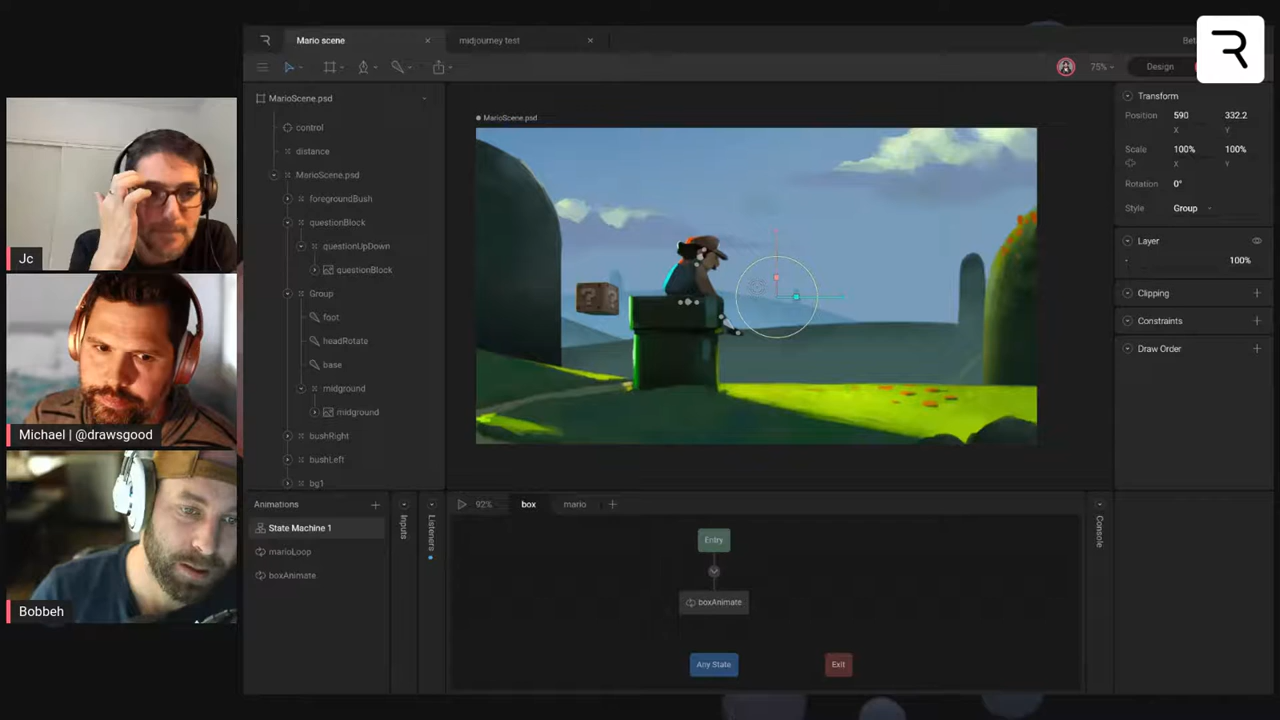 Mario scene
midjourney test
Beta
75%
Design
MarioScene.psd
control
distance
MarioScene.psd
foregroundBush
questionBlock
questionUpDown
questionBlock
Group
foot
headRotate
base
midground
midground
bushRight
bushLeft
bg1
MarioScene.psd
? ?
Transform
Position 590 332.2
X Y
Scale 100% 100%
X Y
Rotation 0°
Style Group
Layer
100%
Clipping
Constraints
Draw Order
Jc
Michael | @drawsgood
Bobbeh
Animations
State Machine 1
marioLoop
boxAnimate
Inputs
Listeners
92%
box
mario
Entry
boxAnimate
Any State
Exit
Console